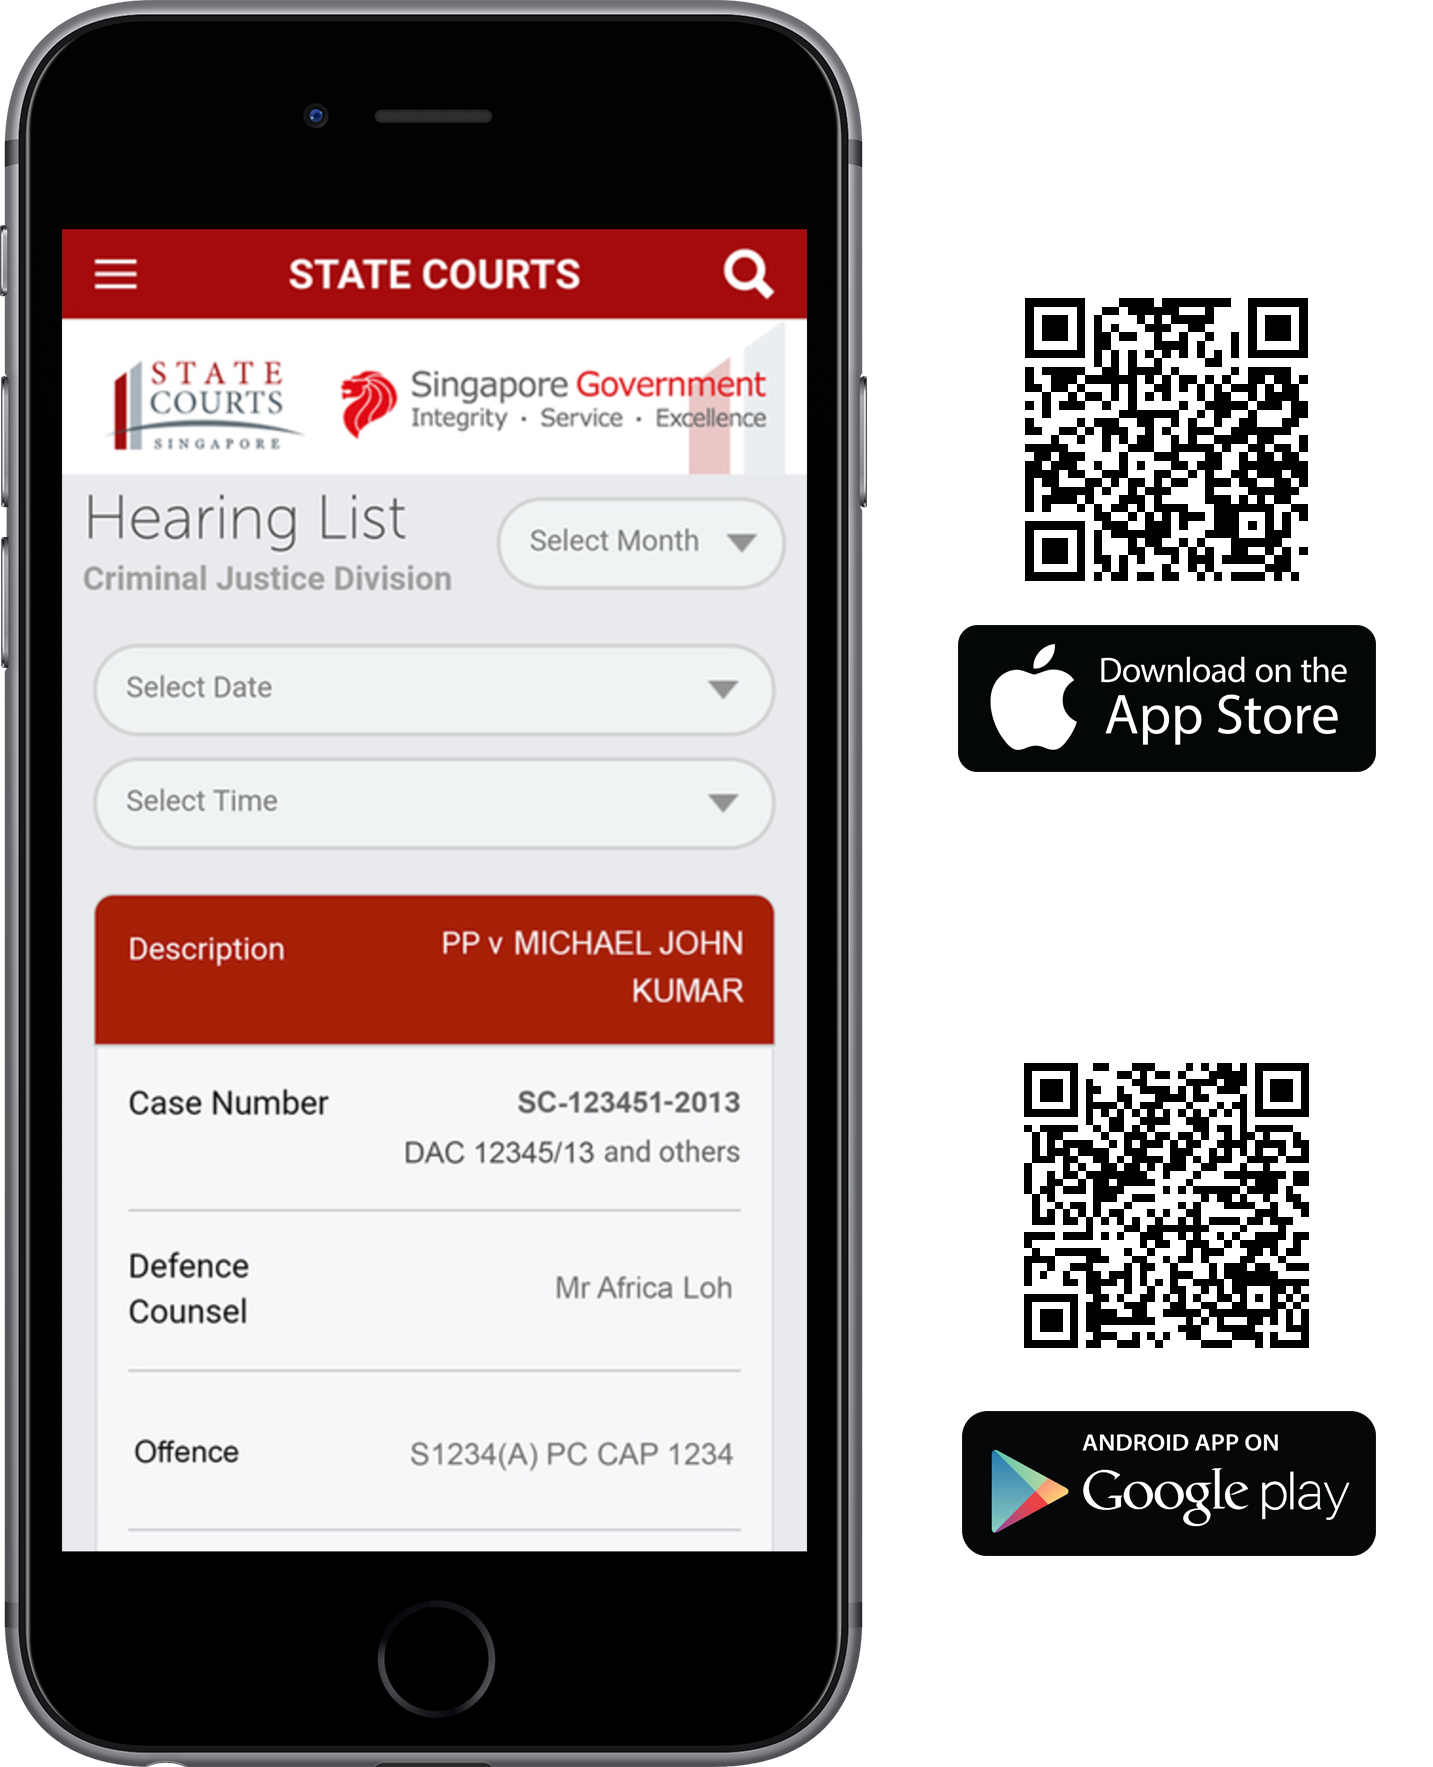 STATE COURTS
STATE
COURTS
SINGAPORE
Singapore Government
Integrity · Service · Excellence
Hearing List
Criminal Justice Division
Select Month
Select Date
Select Time
Description
PP v MICHAEL JOHN
KUMAR
Case Number
SC-123451-2013
DAC 12345/13 and others
Defence
Counsel
Mr Africa Loh
Offence
S1234(A) PC CAP 1234
Download on the
App Store
ANDROID APP ON
Google play